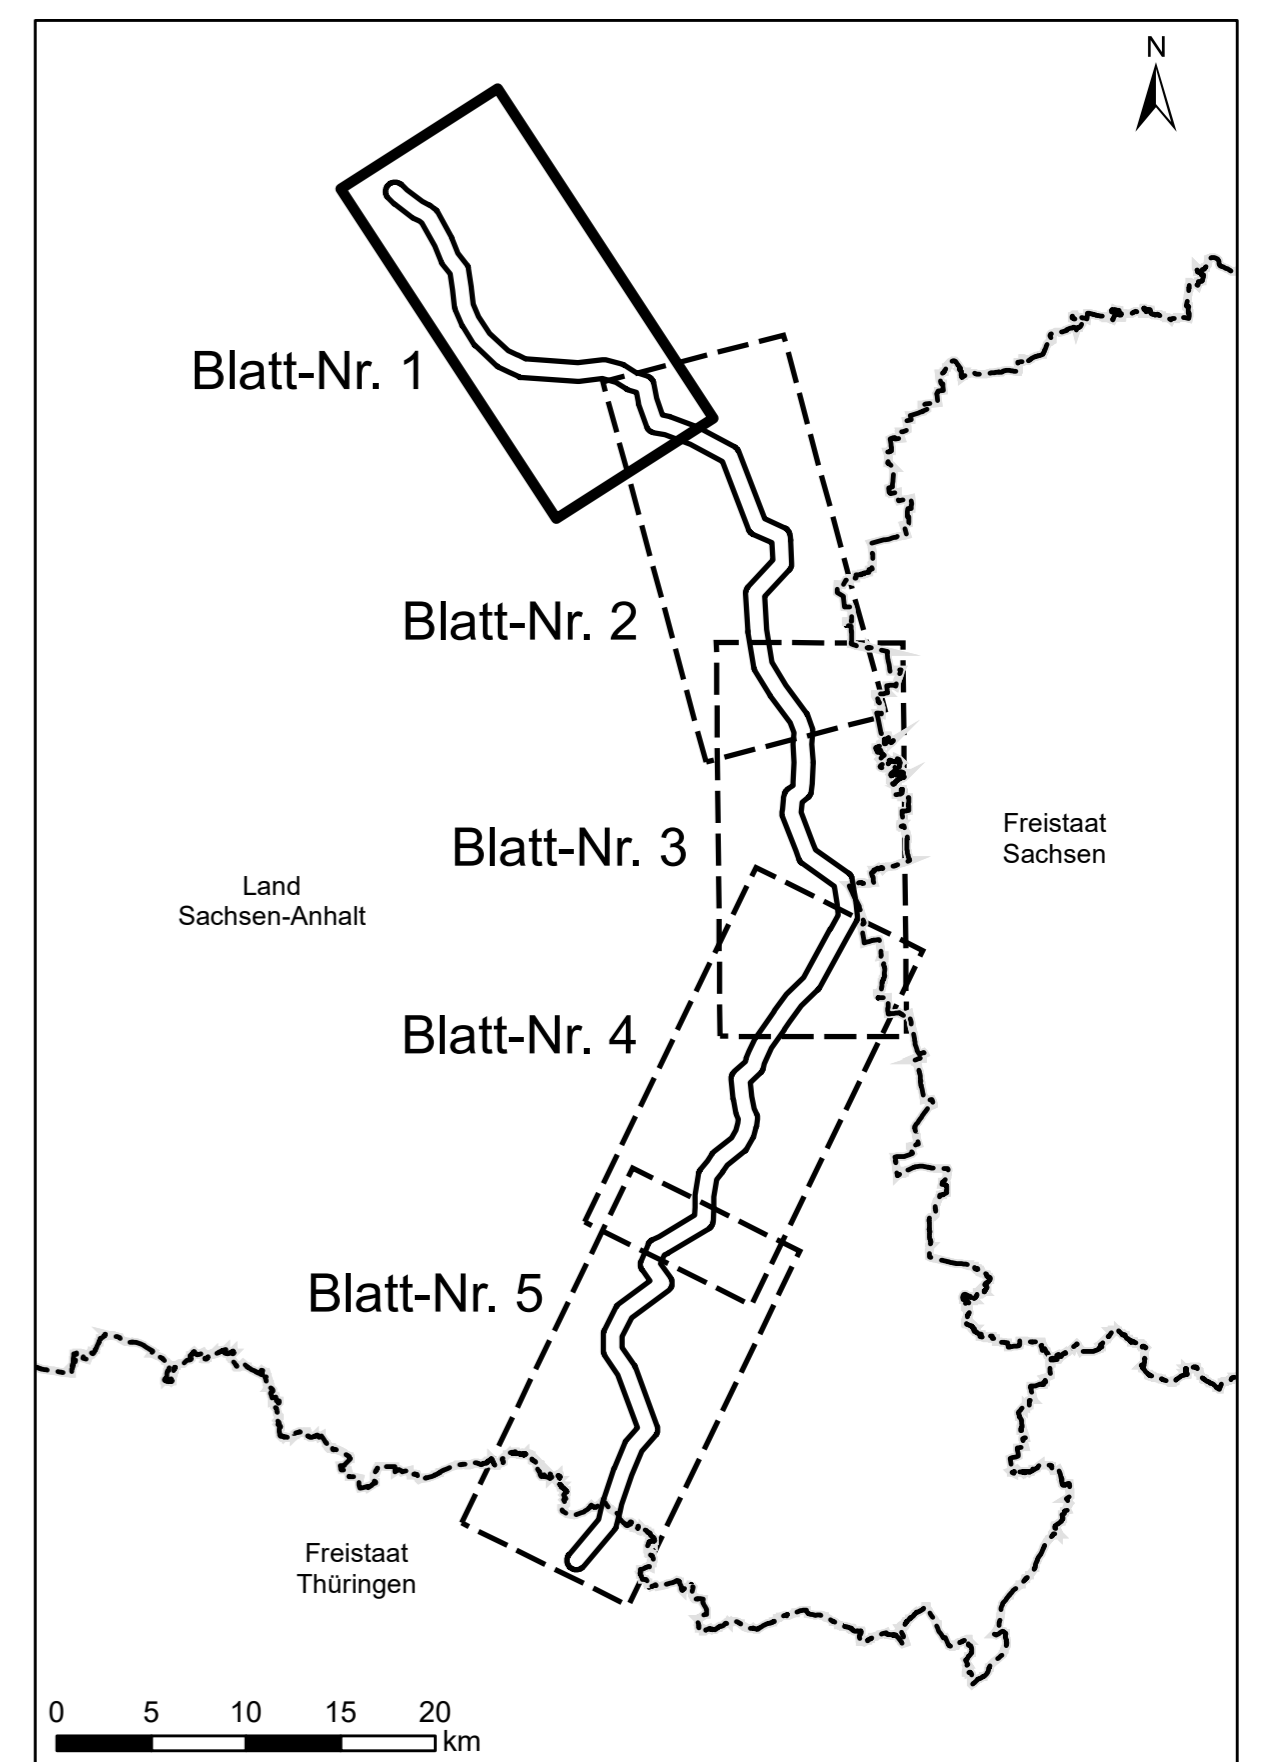 N
Blatt-Nr. 1
Blatt-Nr. 2
Blatt-Nr. 3
Freistaat
Sachsen
Land
Sachsen-Anhalt
Blatt-Nr. 4
Blatt-Nr. 5
Freistaat
Thüringen
0 5 10 15 20
km